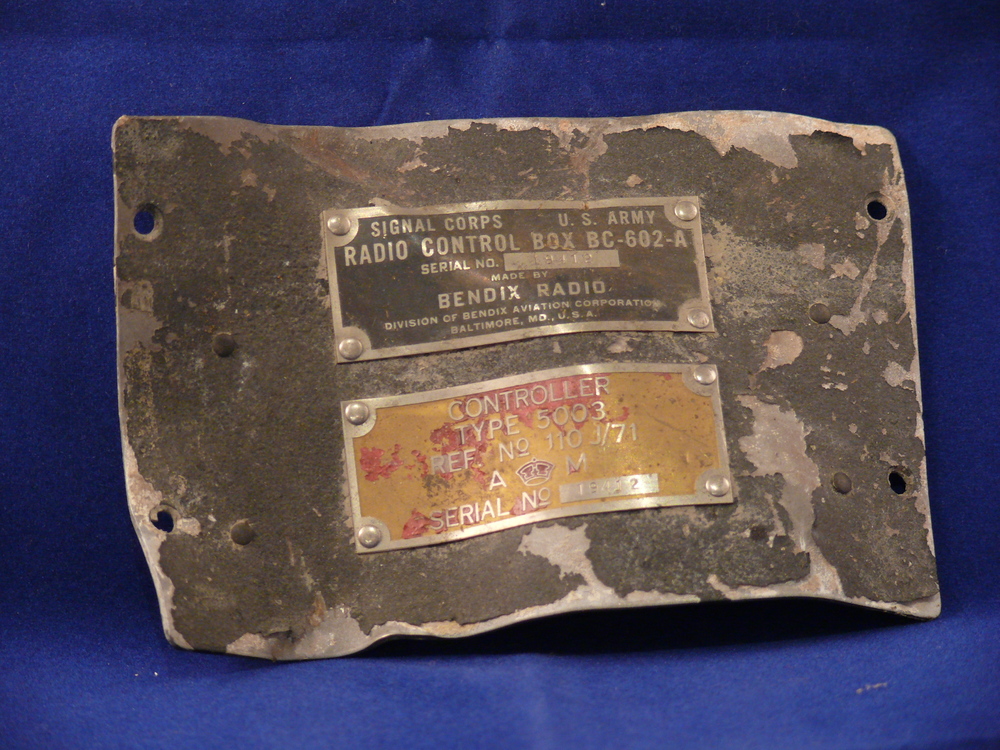 SIGNAL CORPS U. S. ARMY
RADIO CONTROL BOX BC-602-A
SERIAL NO.
MADE BY
BENDIX RADIO
DIVISION OF BENDIX AVIATION CORPORATION
BALTIMORE, MD., U.S.A.
CONTROLLER
TYPE 5003
REF. No 110 J/71
A M
SERIAL No